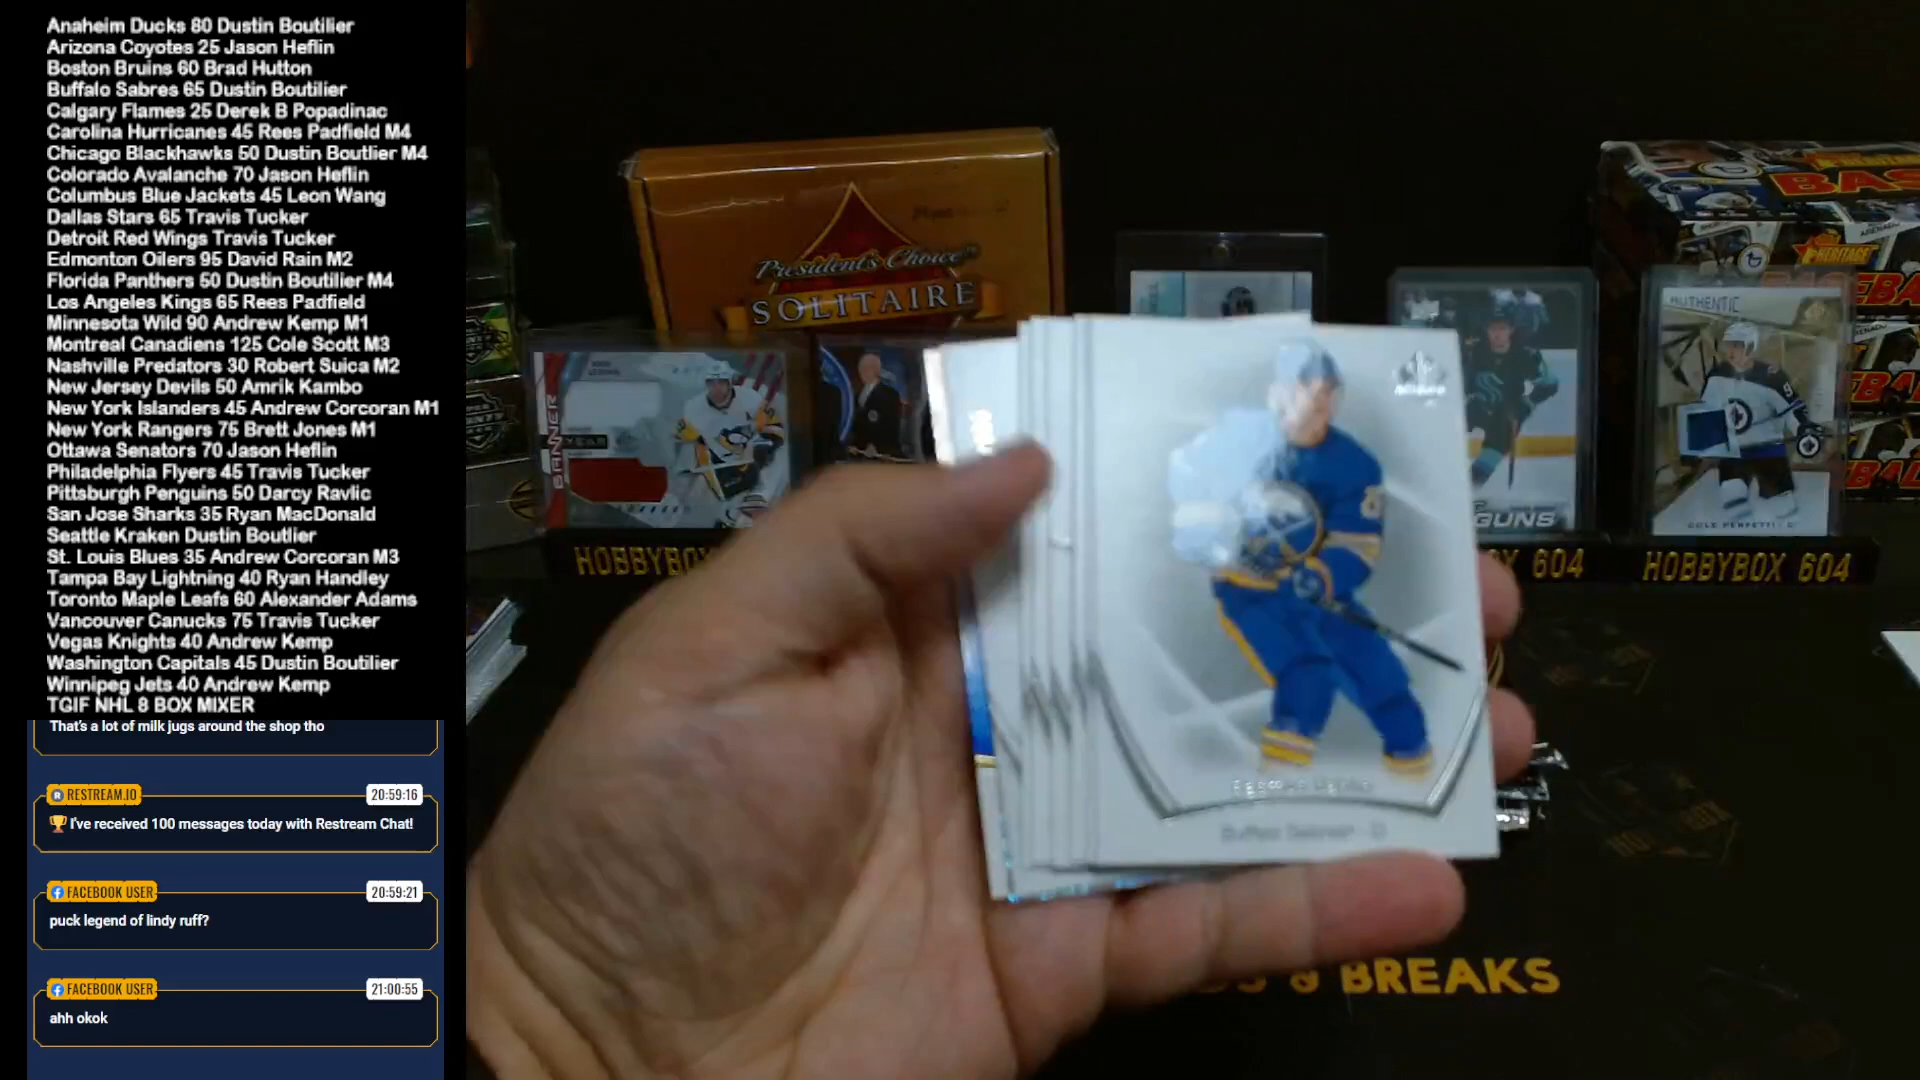 Anaheim Ducks 80 Dustin Boutilier
Arizona Coyotes 25 Jason Heflin
Boston Bruins 60 Brad Hutton
Buffalo Sabres 65 Dustin Boutilier
Calgary Flames 25 Derek B Popadinac
Carolina Hurricanes 45 Rees Padfield M4
Chicago Blackhawks 50 Dustin Boutlier M4
Colorado Avalanche 70 Jason Heflin
Columbus Blue Jackets 45 Leon Wang
Dallas Stars 65 Travis Tucker
Detroit Red Wings Travis Tucker
Edmonton Oilers 95 David Rain M2
Florida Panthers 50 Dustin Boutilier M4
Los Angeles Kings 65 Rees Padfield
Minnesota Wild 90 Andrew Kemp M1
Montreal Canadiens 125 Cole Scott M3
Nashville Predators 30 Robert Suica M2
New Jersey Devils 50 Amrik Kambo
New York Islanders 45 Andrew Corcoran M1
New York Rangers 75 Brett Jones M1
Ottawa Senators 70 Jason Heflin
Philadelphia Flyers 45 Travis Tucker
Pittsburgh Penguins 50 Darcy Ravlic
San Jose Sharks 35 Ryan MacDonald
Seattle Kraken Dustin Boutilier
St. Louis Blues 35 Andrew Corcoran M3
Tampa Bay Lightning 40 Ryan Handley
Toronto Maple Leafs 60 Alexander Adams
Vancouver Canucks 75 Travis Tucker
Vegas Knights 40 Andrew Kemp
Washington Capitals 45 Dustin Boutilier
Winnipeg Jets 40 Andrew Kemp
TGIF NHL 8 BOX MIXER
That's a lot of milk jugs around the shop tho
RESTREAM.IO 20:59:16
🏆 I've received 100 messages today with Restream Chat!
FACEBOOK USER 20:59:21
puck legend of lindy ruff?
FACEBOOK USER 21:00:55
ahh okok
President's Choice
SOLITAIRE
BANNER
YEAR
GUNS
AUTHENTIC
COLE PERFETTI
HERITAGE
HOBBYBOX
604
HOBBYBOX 604
& BREAKS